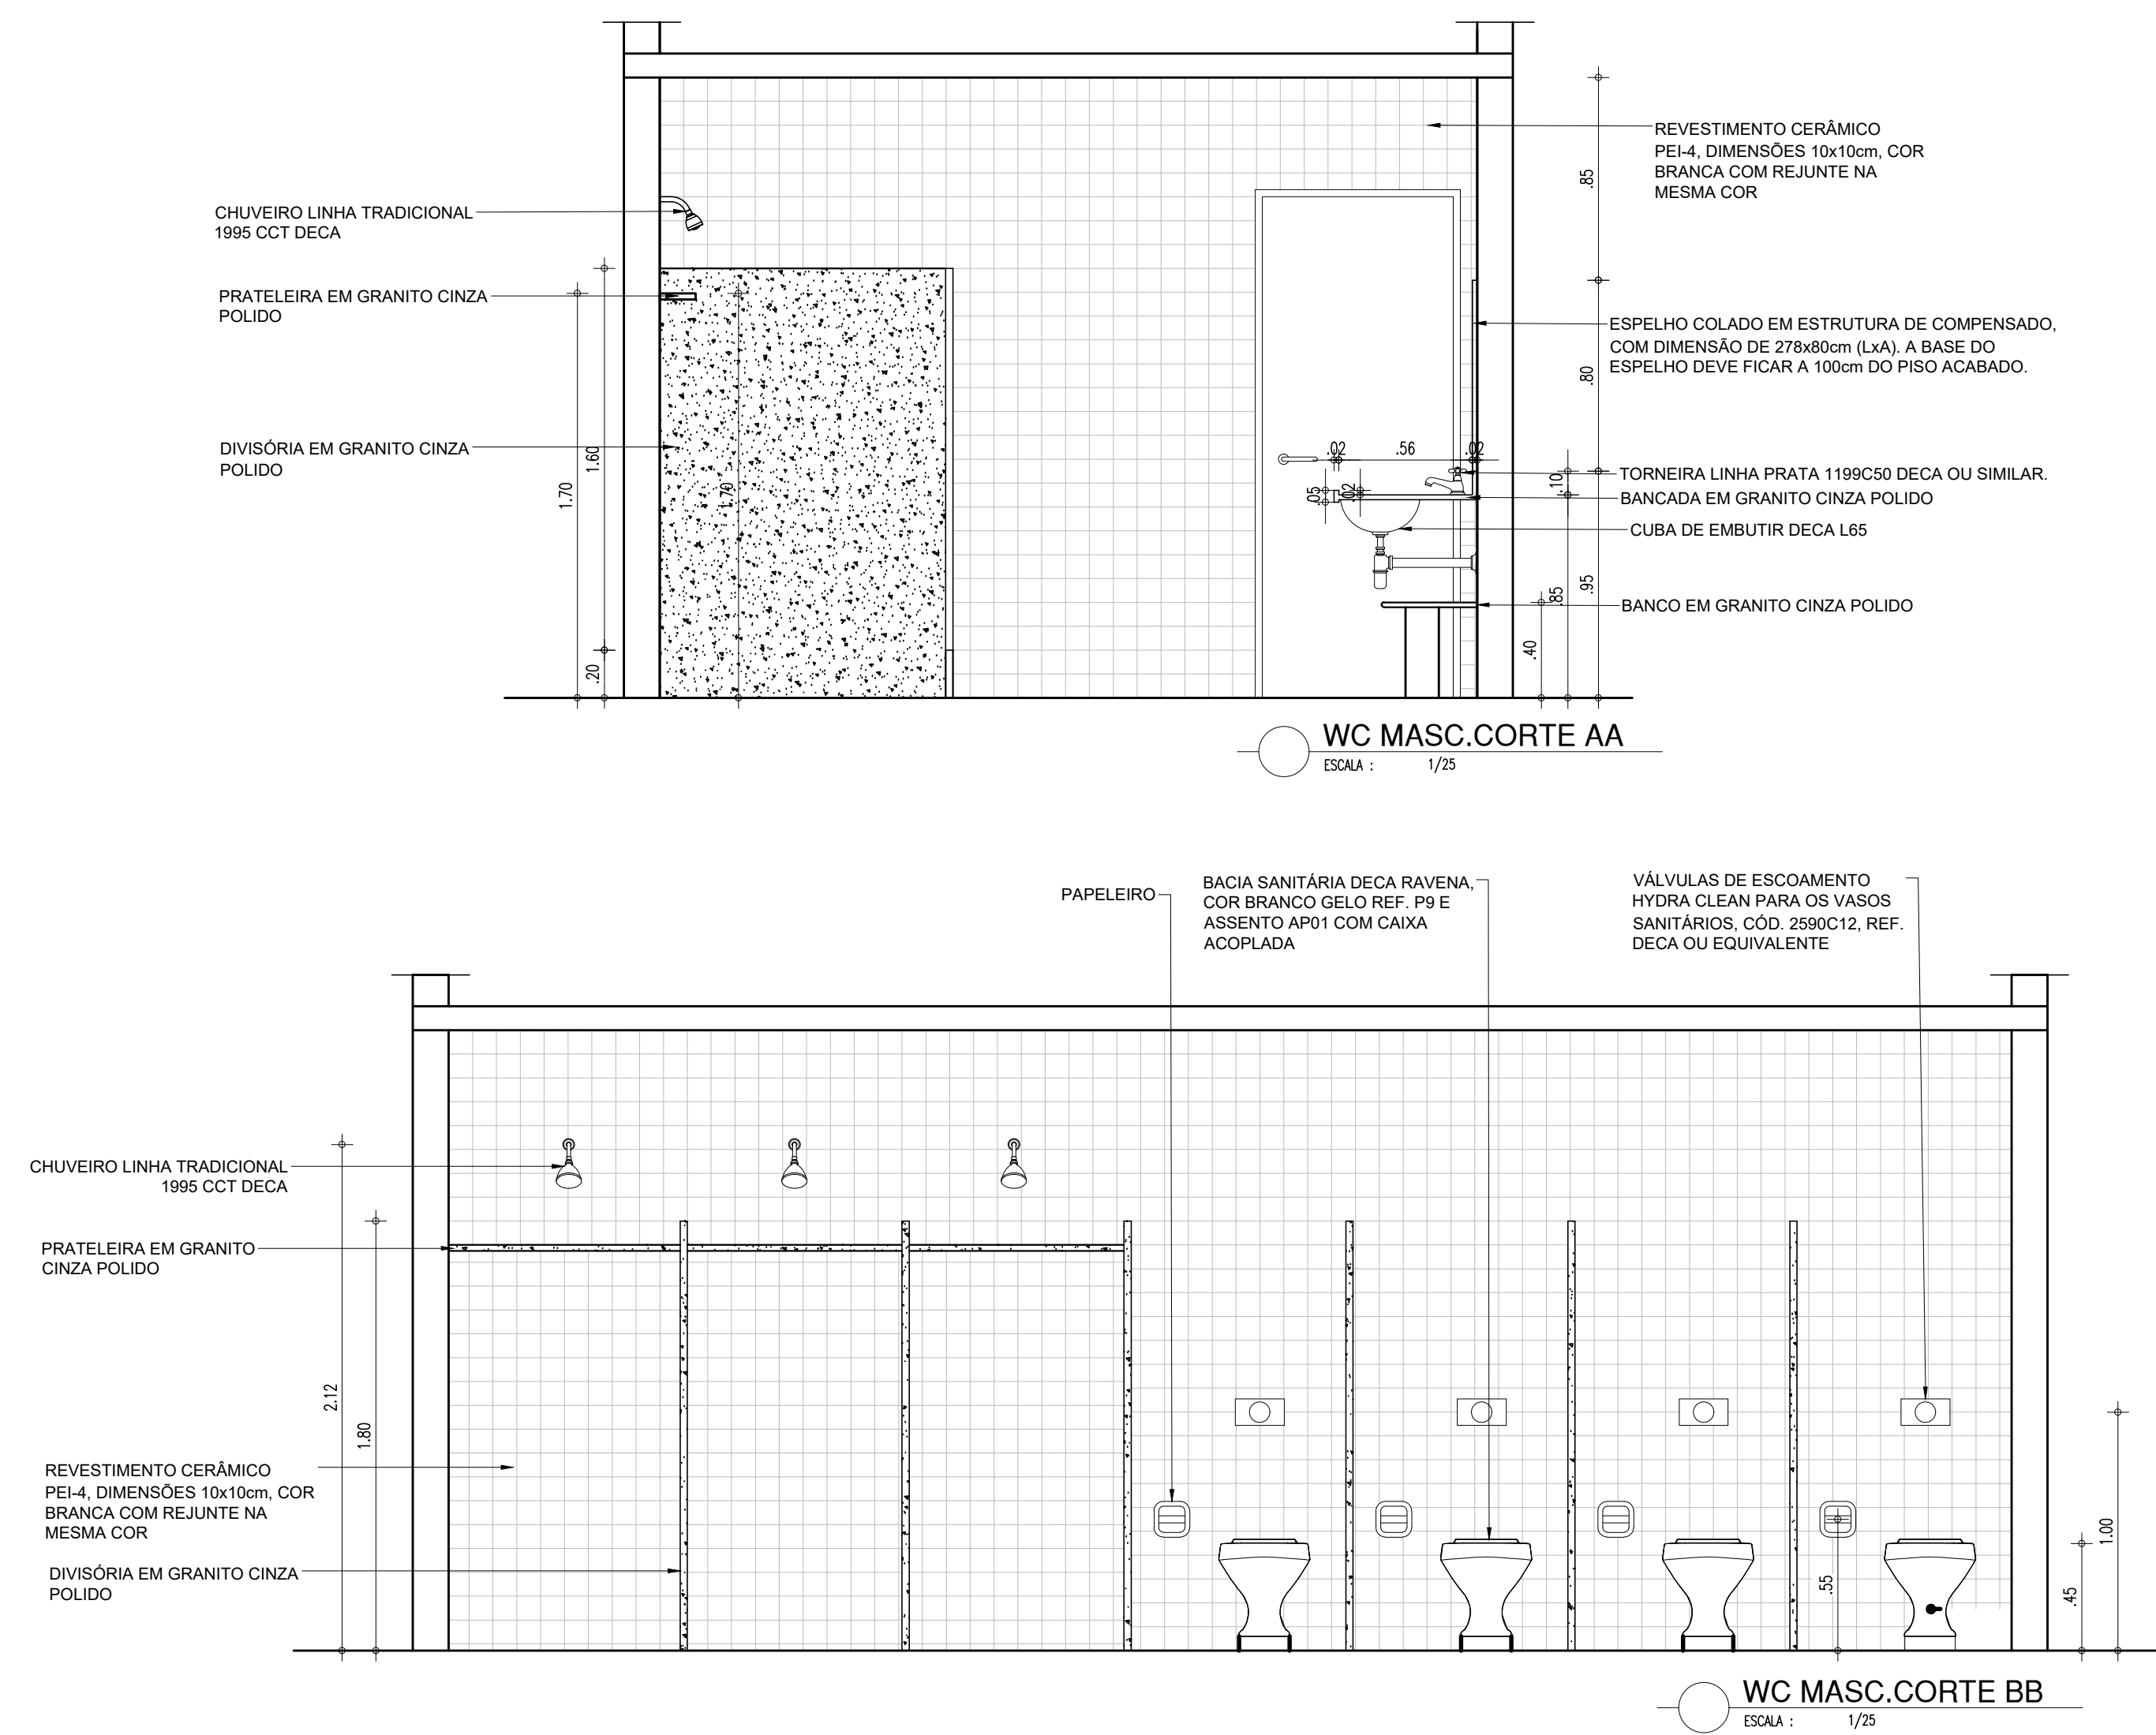 REVESTIMENTO CERÂMICO
PEI-4, DIMENSÕES 10x10cm, COR
BRANCA COM REJUNTE NA
MESMA COR
.85
CHUVEIRO LINHA TRADICIONAL
1995 CCT DECA
PRATELEIRA EM GRANITO CINZA
POLIDO
ESPELHO COLADO EM ESTRUTURA DE COMPENSADO,
COM DIMENSÃO DE 278x80cm (LxA). A BASE DO
ESPELHO DEVE FICAR A 100cm DO PISO ACABADO.
.80
DIVISÓRIA EM GRANITO CINZA
POLIDO
1.60
1.70
1.70
.20
.02
.56
.02
.05
.02
.10
TORNEIRA LINHA PRATA 1199C50 DECA OU SIMILAR.
BANCADA EM GRANITO CINZA POLIDO
CUBA DE EMBUTIR DECA L65
.85
.95
BANCO EM GRANITO CINZA POLIDO
.40
WC MASC.CORTE AA
ESCALA : 1/25
PAPELEIRO
BACIA SANITÁRIA DECA RAVENA,
COR BRANCO GELO REF. P9 E
ASSENTO AP01 COM CAIXA
ACOPLADA
VÁLVULAS DE ESCOAMENTO
HYDRA CLEAN PARA OS VASOS
SANITÁRIOS, CÓD. 2590C12, REF.
DECA OU EQUIVALENTE
CHUVEIRO LINHA TRADICIONAL
1995 CCT DECA
PRATELEIRA EM GRANITO
CINZA POLIDO
2.12
1.80
REVESTIMENTO CERÂMICO
PEI-4, DIMENSÕES 10x10cm, COR
BRANCA COM REJUNTE NA
MESMA COR
DIVISÓRIA EM GRANITO CINZA
POLIDO
.55
.45
1.00
WC MASC.CORTE BB
ESCALA : 1/25